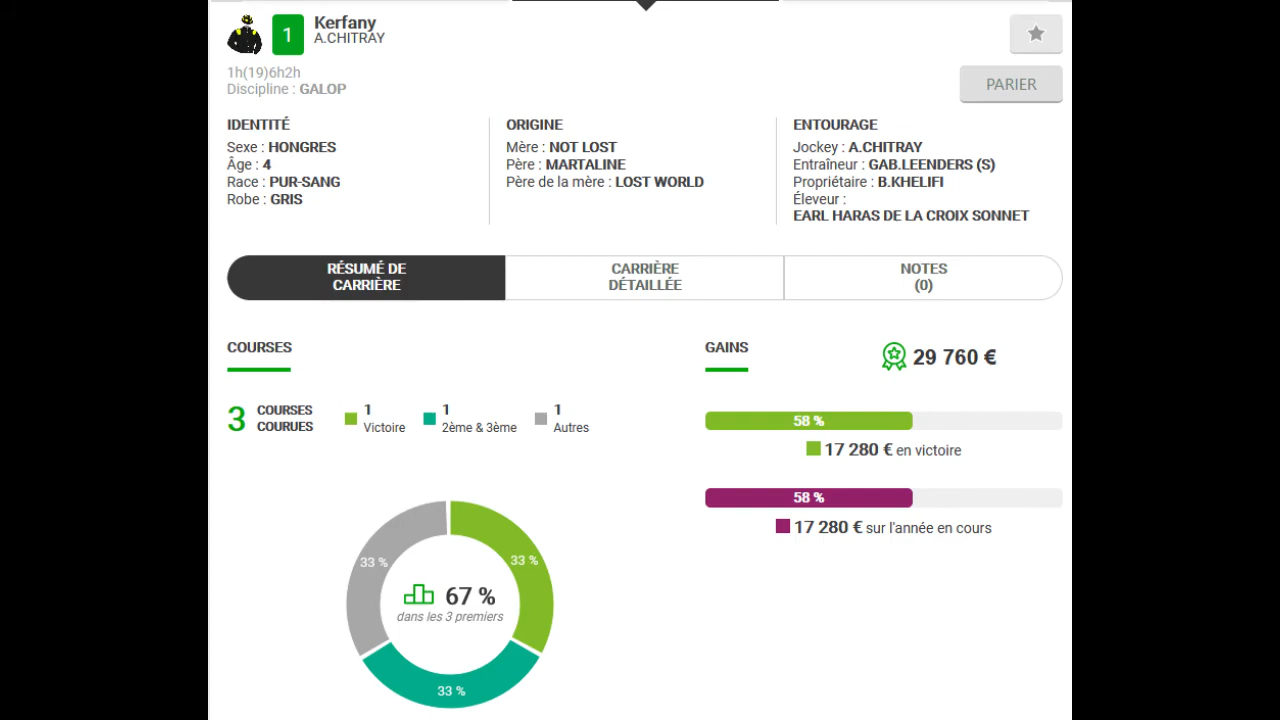 1
Kerfany
A.CHITRAY
1h(19)6h2h
Discipline : GALOP
PARIER
IDENTITÉ
Sexe : HONGRES
Âge : 4
Race : PUR-SANG
Robe : GRIS
ORIGINE
Mère : NOT LOST
Père : MARTALINE
Père de la mère : LOST WORLD
ENTOURAGE
Jockey : A.CHITRAY
Entraîneur : GAB.LEENDERS (S)
Propriétaire : B.KHELIFI
Éleveur :
EARL HARAS DE LA CROIX SONNET
RÉSUMÉ DE
CARRIÈRE
CARRIÈRE
DÉTAILLÉE
NOTES
(0)
COURSES
3 COURSES
COURUES
1
Victoire
1
2ème & 3ème
1
Autres
33 %
33 %
67 %
dans les 3 premiers
33 %
GAINS
29 760 €
58 %
17 280 € en victoire
58 %
17 280 € sur l'année en cours